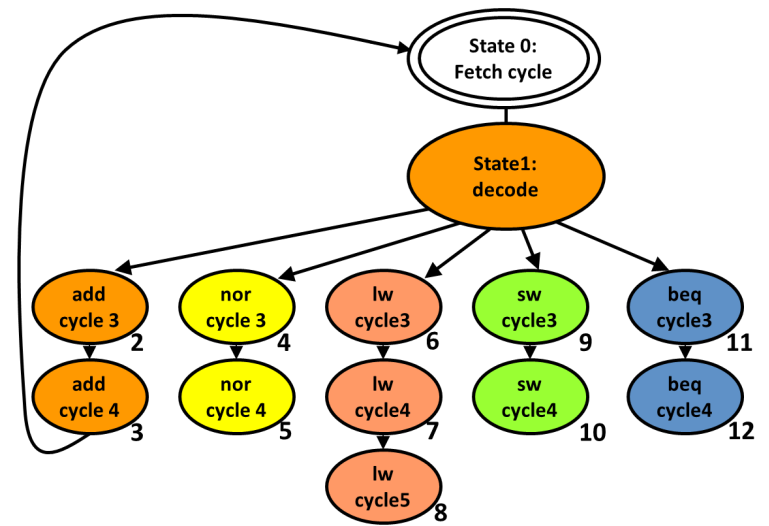 State 0:
Fetch cycle
State1:
decode
add
cycle 3
2
nor
cycle 3
4
lw
cycle3
6
sw
cycle3
9
beq
cycle3
11
add
cycle 4
3
nor
cycle 4
5
lw
cycle4
7
sw
cycle4
10
beq
cycle4
12
lw
cycle5
8